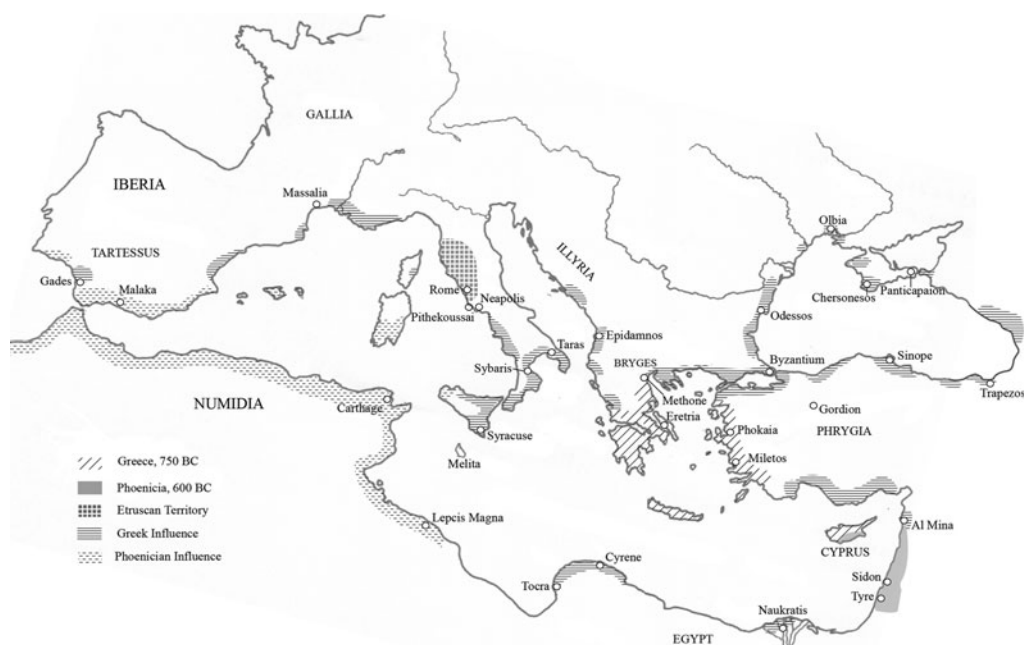 GALLIA
IBERIA
Massalia
TARTESSUS
Gades
Malaka
NUMIDIA
Carthage
Rome
Neapolis
Pithekoussai
Taras
Sybaris
Syracuse
Melita
Lepcis Magna
Tocra
Cyrene
ILLYRIA
Epidamnos
BRYGES
Methone
Eretria
Olbia
Chersonesos
Panticapaion
Odessos
Byzantium
Sinope
Trapezos
Gordion
PHRYGIA
Phokaia
Miletos
Al Mina
CYPRUS
Sidon
Tyre
Naukratis
EGYPT
Greece, 750 BC
Phoenicia, 600 BC
Etruscan Territory
Greek Influence
Phoenician Influence